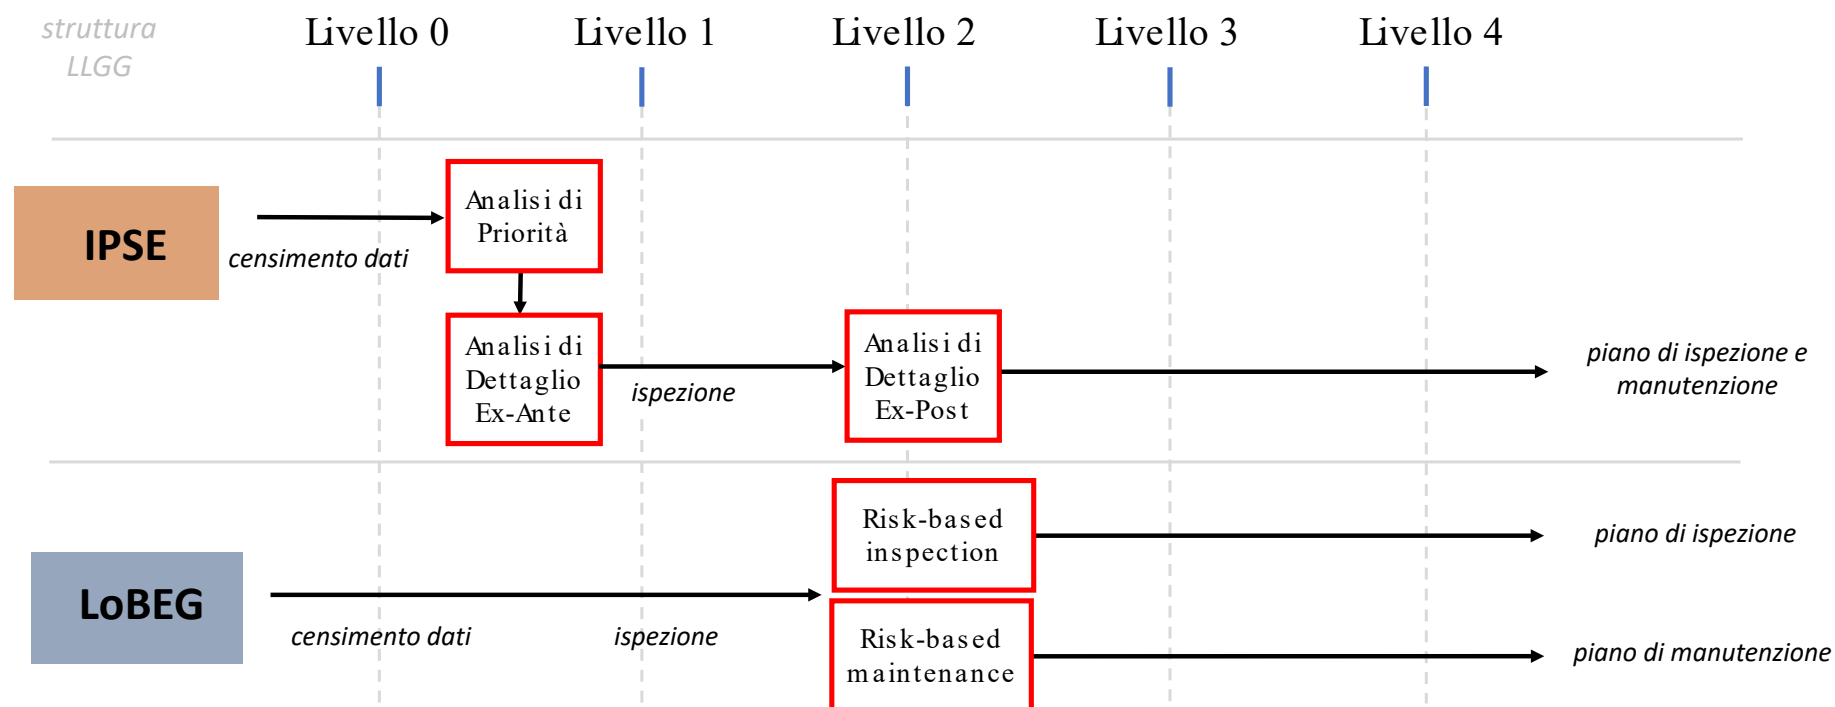 struttura
LLGG
Livello 0
Livello 1
Livello 2
Livello 3
Livello 4
IPSE
censimento dati
Analisi di
Priorità
Analisi di
Dettaglio
Ex-Ante
ispezione
Analisi di
Dettaglio
Ex-Post
piano di ispezione e
manutenzione
LoBEG
censimento dati
ispezione
Risk-based
inspection
piano di ispezione
Risk-based
maintenance
piano di manutenzione